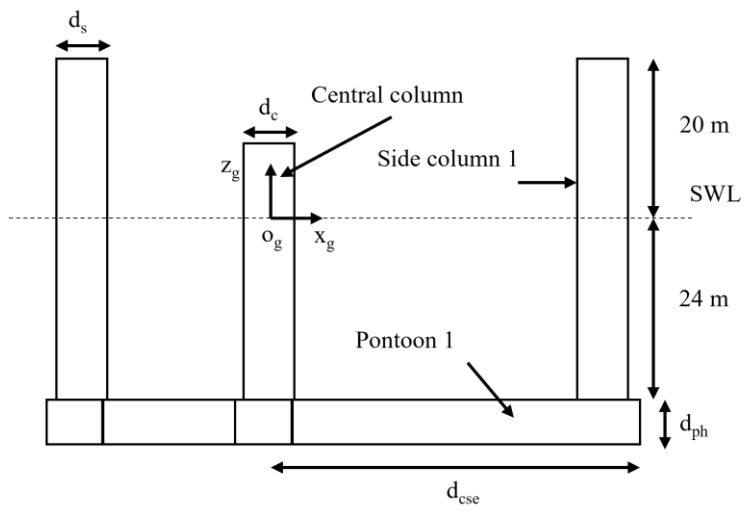 d_s
Central column
d_c
20 m
Side column 1
z_g
SWL
o_g
x_g
24 m
Pontoon 1
d_ph
d_cse